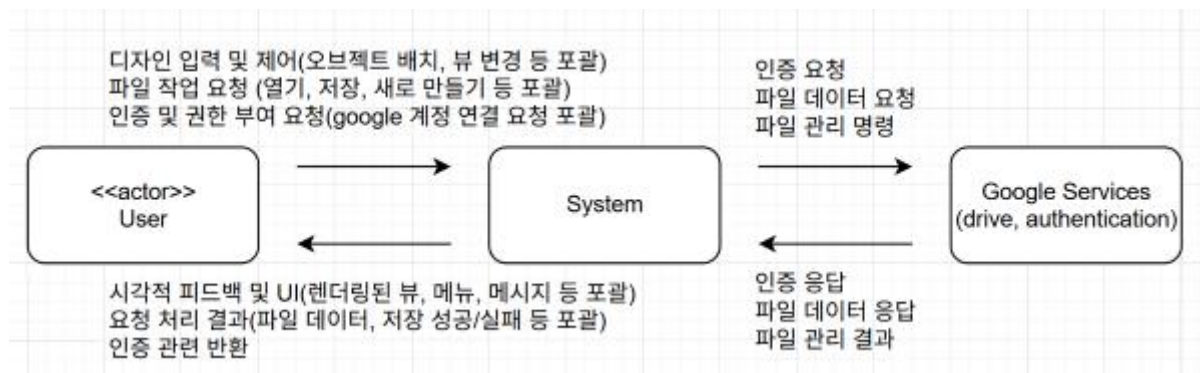 디자인 입력 및 제어(오브젝트 배치, 뷰 변경 등 포괄)
파일 작업 요청 (열기, 저장, 새로 만들기 등 포괄)
인증 및 권한 부여 요청(google 계정 연결 요청 포괄)
인증 요청
파일 데이터 요청
파일 관리 명령
<<actor>>
User
System
Google Services
(drive, authentication)
시각적 피드백 및 UI(렌더링된 뷰, 메뉴, 메시지 등 포괄)
요청 처리 결과(파일 데이터, 저장 성공/실패 등 포괄)
인증 관련 반환
인증 응답
파일 데이터 응답
파일 관리 결과